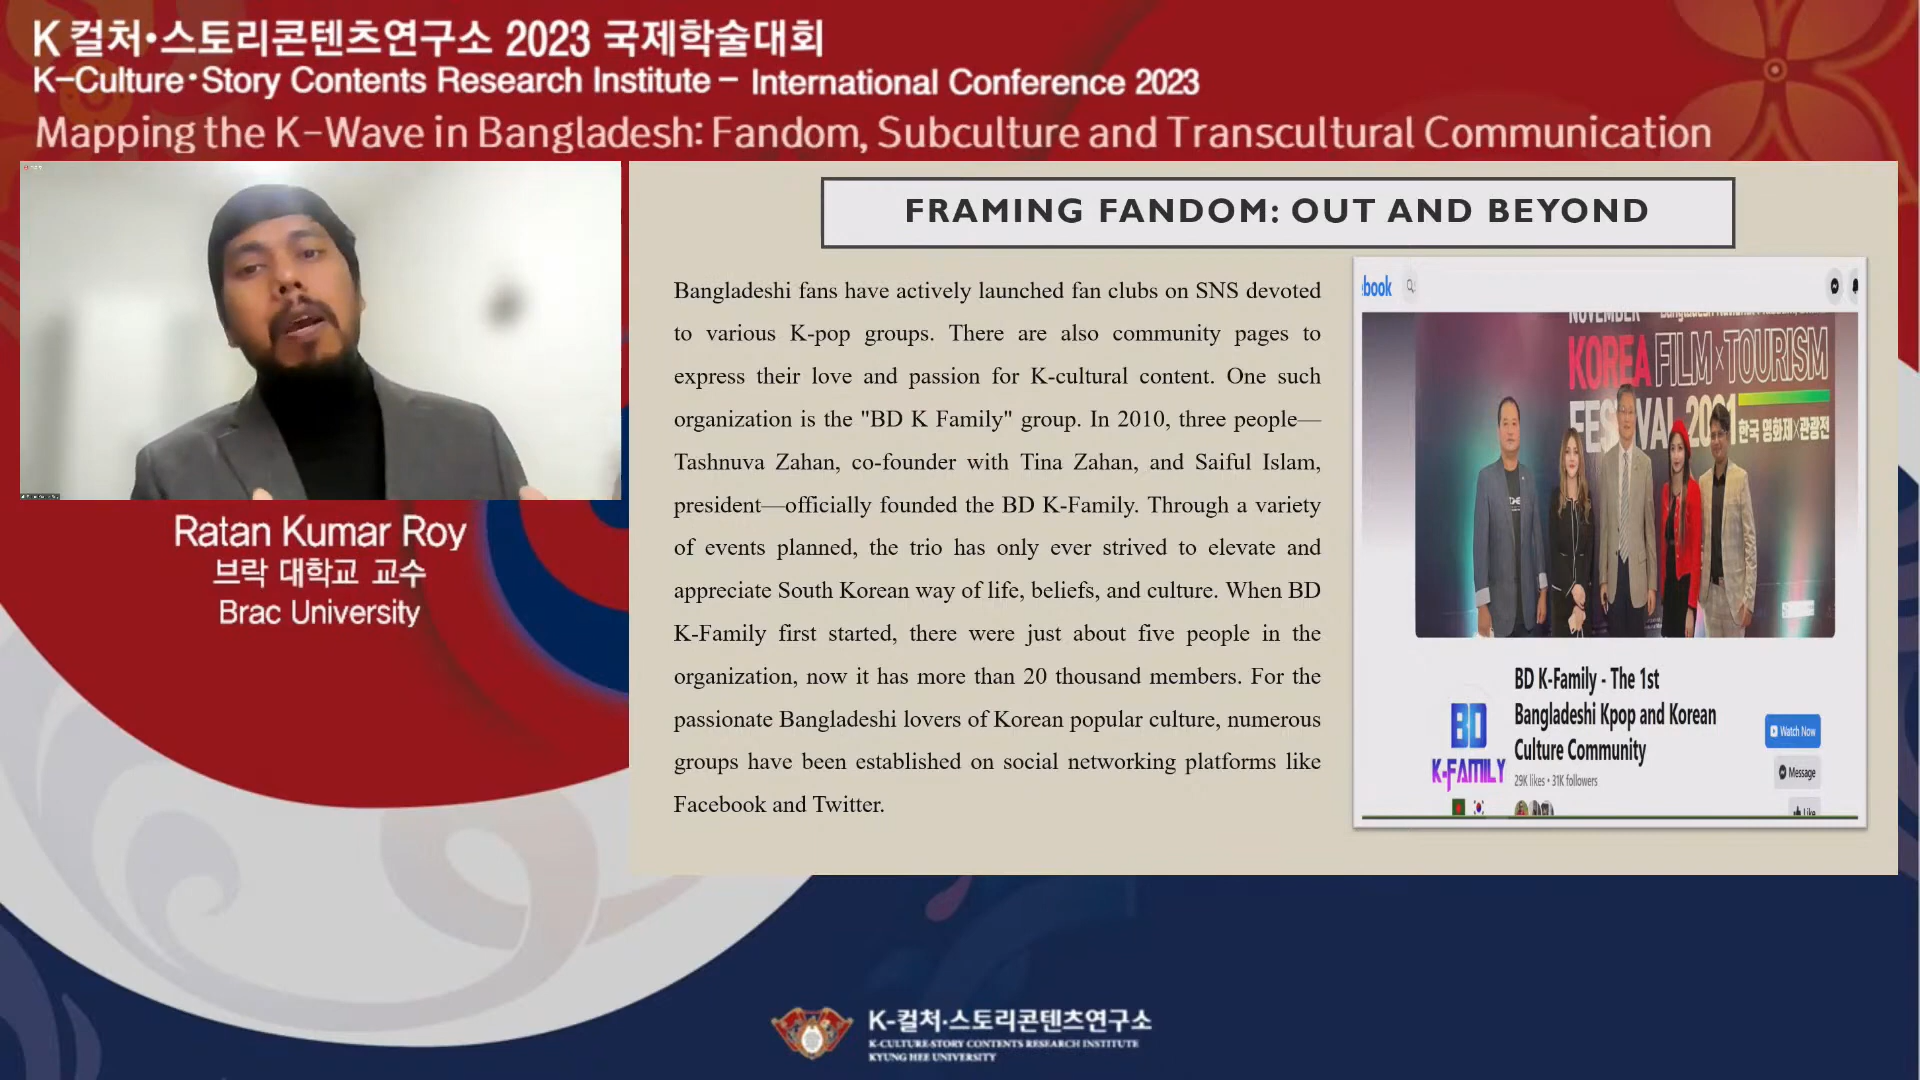 K 컬처•스토리콘텐츠연구소 2023 국제학술대회
K-Culture•Story Contents Research Institute - International Conference 2023
Mapping the K-Wave in Bangladesh: Fandom, Subculture and Transcultural Communication
Ratan Kumar Roy
브락 대학교 교수
Brac University
FRAMING FANDOM: OUT AND BEYOND
Bangladeshi fans have actively launched fan clubs on SNS devoted
to various K-pop groups. There are also community pages to
express their love and passion for K-cultural content. One such
organization is the "BD K Family" group. In 2010, three people—
Tashnuva Zahan, co-founder with Tina Zahan, and Saiful Islam,
president—officially founded the BD K-Family. Through a variety
of events planned, the trio has only ever strived to elevate and
appreciate South Korean way of life, beliefs, and culture. When BD
K-Family first started, there were just about five people in the
organization, now it has more than 20 thousand members. For the
passionate Bangladeshi lovers of Korean popular culture, numerous
groups have been established on social networking platforms like
Facebook and Twitter.
book
NOVEMBER
KOREA FILM×TOURISM
FESTIVAL 2021
한국 영화제×관광전
BD
K-FAMILY
BD K-Family - The 1st
Bangladeshi Kpop and Korean
Culture Community
29K likes • 31K followers
Watch Now
Message
Like
K-컬처·스토리콘텐츠연구소
K-CULTURE·STORY CONTENTS RESEARCH INSTITUTE
KYUNG HEE UNIVERSITY